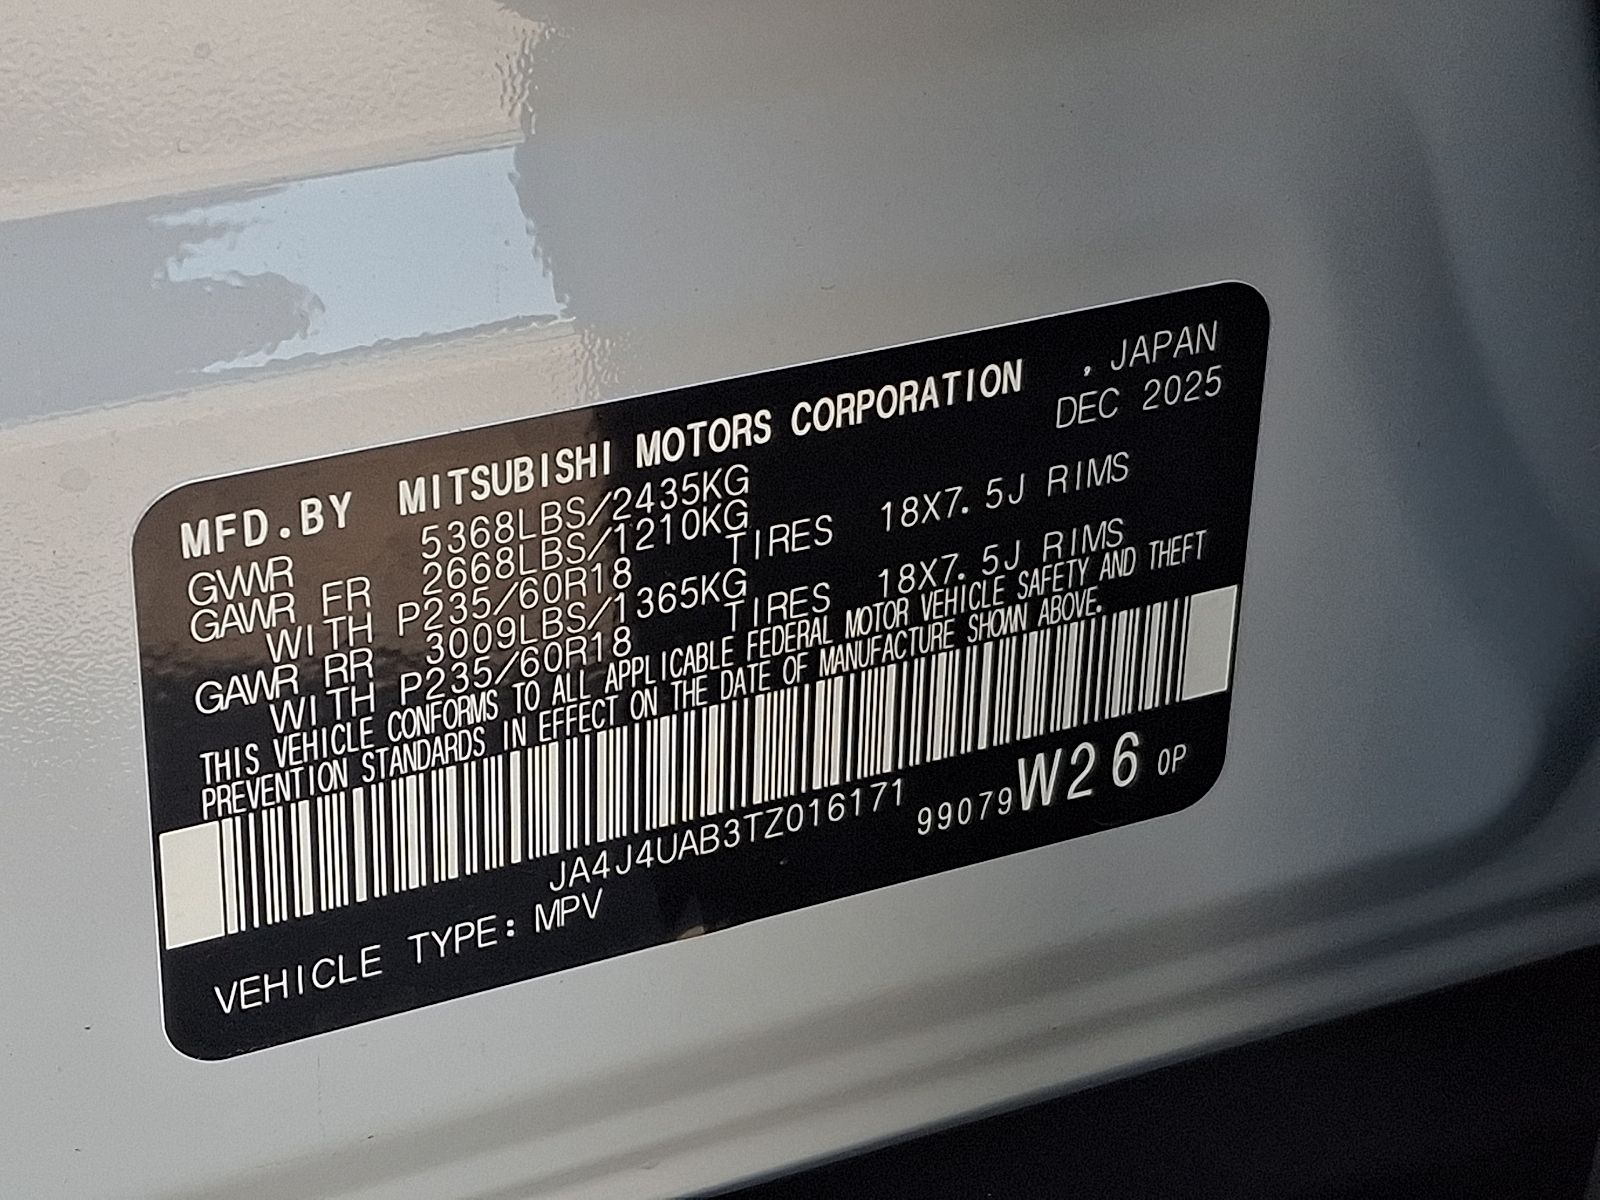 MFD.BY MITSUBISHI MOTORS CORPORATION , JAPAN
GVWR 5368LBS/2435KG DEC 2025
GAWR FR 2668LBS/1210KG
WITH P235/60R18 TIRES 18X7.5J RIMS
GAWR RR 3009LBS/1365KG
WITH P235/60R18 TIRES 18X7.5J RIMS
THIS VEHICLE CONFORMS TO ALL APPLICABLE FEDERAL MOTOR VEHICLE SAFETY AND THEFT
PREVENTION STANDARDS IN EFFECT ON THE DATE OF MANUFACTURE SHOWN ABOVE.
JA4J4UAB3TZ016171 99079W26 0P
VEHICLE TYPE: MPV